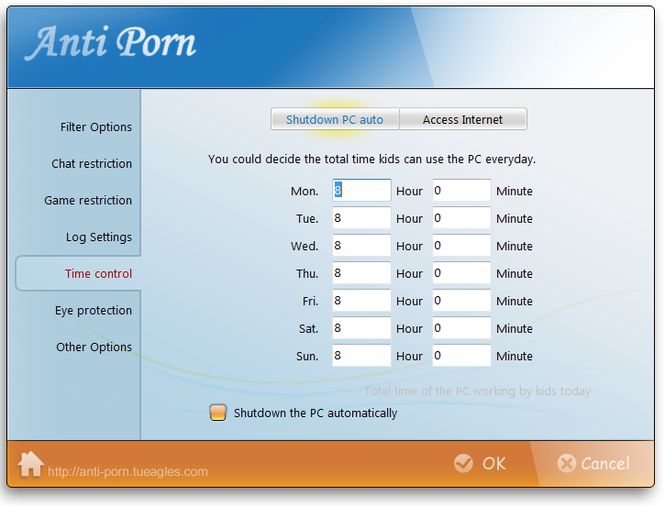 Anti Porn
Filter Options
Chat restriction
Game restriction
Log Settings
Time control
Eye protection
Other Options
Shutdown PC auto Access Internet
You could decide the total time kids can use the PC everyday.
Mon. 8 Hour 0 Minute
Tue. 8 Hour 0 Minute
Wed. 8 Hour 0 Minute
Thu. 8 Hour 0 Minute
Fri. 8 Hour 0 Minute
Sat. 8 Hour 0 Minute
Sun. 8 Hour 0 Minute
Total time of the PC working by kids today
Shutdown the PC automatically
http://anti-porn.tueagles.com
OK Cancel